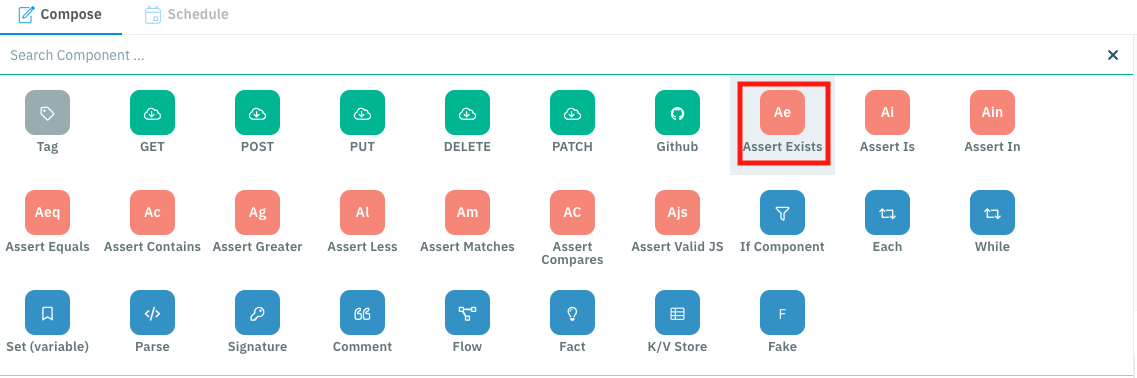 Compose Schedule
Search Component ...
Ae Ai Ain
Tag GET POST PUT DELETE PATCH Github Assert Exists Assert Is Assert In
Aeq Ac Ag Al Am AC Ajs
Assert Equals Assert Contains Assert Greater Assert Less Assert Matches Assert Compares Assert Valid JS If Component Each While
F
Set (variable) Parse Signature Comment Flow Fact K/V Store Fake